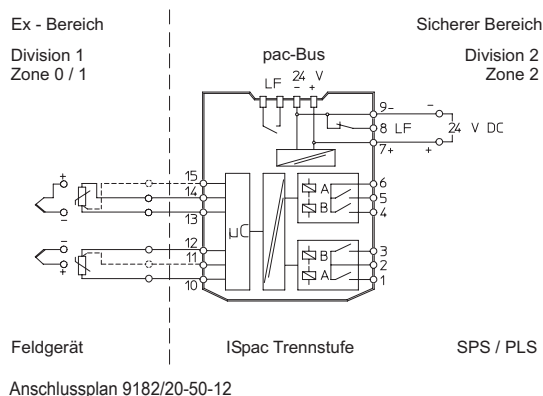 Ex - Bereich
Sicherer Bereich
Division 1
Zone 0 / 1
pac-Bus
Division 2
Zone 2
LF 24 V
- +
9-
8 LF
7+
-
+
24 V DC
+
-
15
14
13
µC
A
B
6
5
4
-
+
12
11
10
B
A
3
2
1
Feldgerät
ISpac Trennstufe
SPS / PLS
Anschlussplan 9182/20-50-12